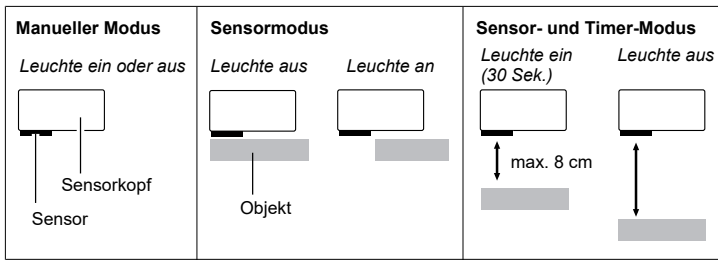 Manueller Modus
Leuchte ein oder aus
Sensorkopf
Sensor
Sensormodus
Leuchte aus
Leuchte an
Objekt
Sensor- und Timer-Modus
Leuchte ein
(30 Sek.)
Leuchte aus
max. 8 cm